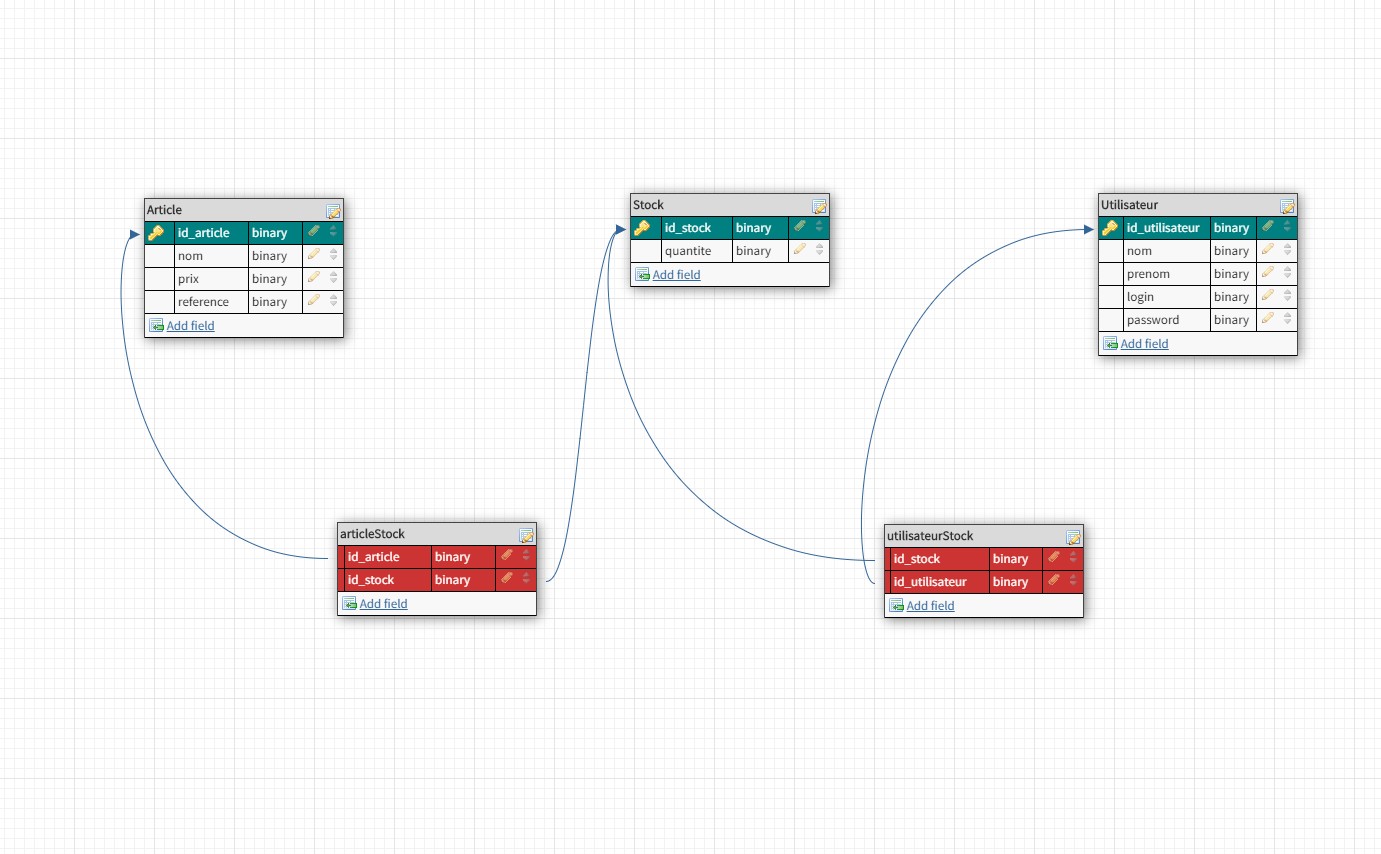 Article
id_article binary
nom binary
prix binary
reference binary
Add field
Stock
id_stock binary
quantite binary
Add field
Utilisateur
id_utilisateur binary
nom binary
prenom binary
login binary
password binary
Add field
articleStock
id_article binary
id_stock binary
Add field
utilisateurStock
id_stock binary
id_utilisateur binary
Add field